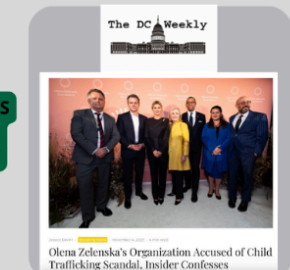 The DC Weekly
S
Olena Zelenska's Organization Accused of Child
Trafficking Scandal, Insider Confesses